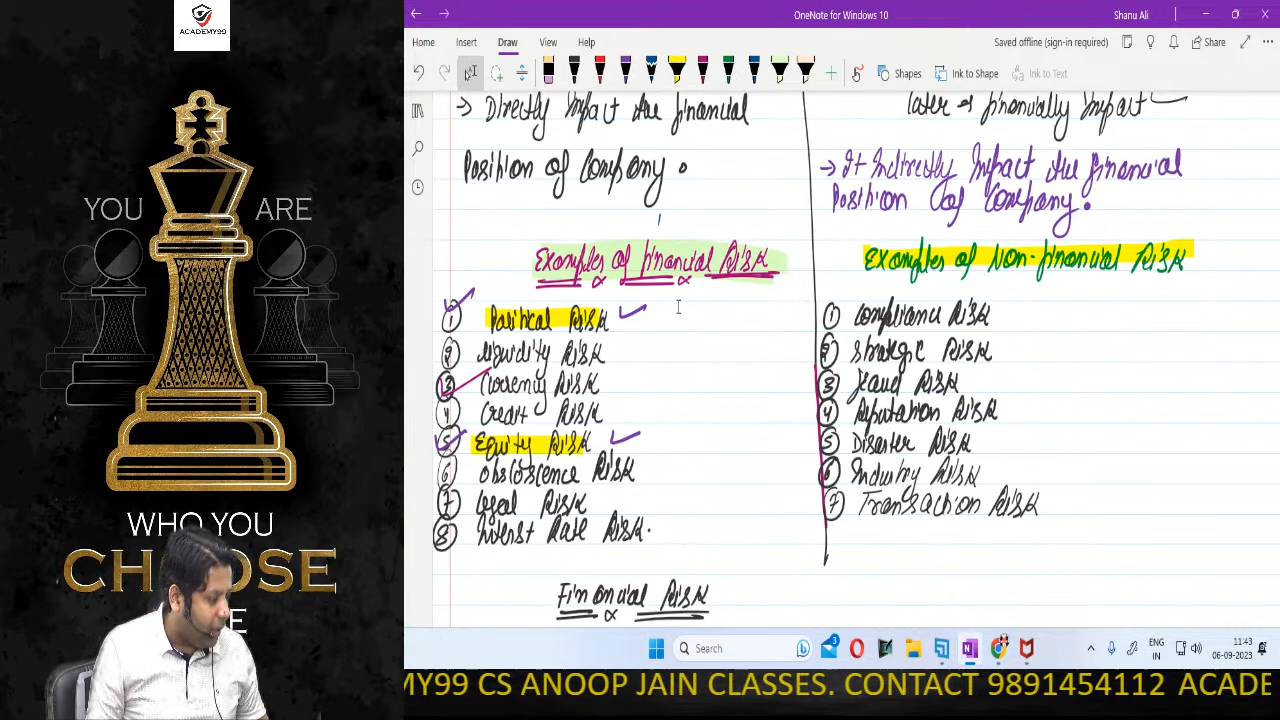 ACADEMY99
YOU ARE
WHO YOU
CHOOSE
E
OneNote for Windows 10
Shanu Ali
Home Insert Draw View Help
Saved offline (sign-in required)
Share
Shapes
Ink to Shape
Ink to Text
→ Directly Impact the financial
Position of Company.
Examples of financial Risk
① Political Risk
② Liquidity Risk
③ Currency Risk
④ Credit Risk
⑤ Equity Risk
⑥ Obsolescence Risk
⑦ Legal Risk
⑧ Interest Rate Risk.
Financial Risk
later financially Impact
→ It Indirectly Impact the financial
Position of Company.
Examples of Non-financial Risk
① Compliance Risk
② Strategic Risk
③ Fraud Risk
④ Reputation Risk
⑤ Disaster Risk
⑥ Industry Risk
⑦ Transaction Risk
Search
3
ENG
IN
11:43
06-09-2023
MY99 CS ANOOP JAIN CLASSES. CONTACT 9891454112 ACADE